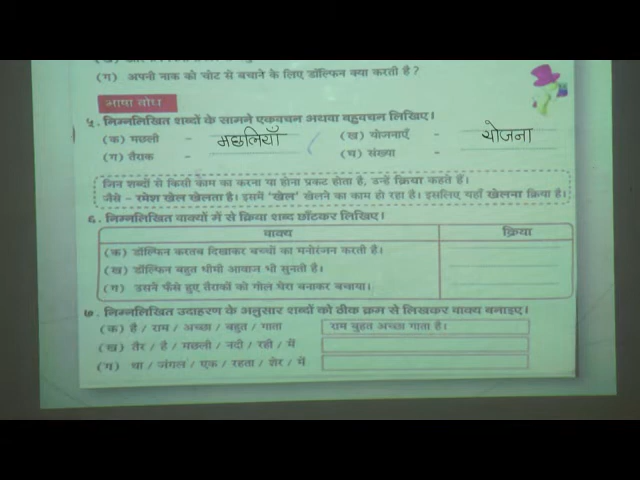 (ग) अपनी नाक को चोट से बचाने के लिए डॉल्फिन क्या करती है?
भाषा बोध
५. निम्नलिखित शब्दों के सामने एकवचन अथवा बहुवचन लिखिए।
(क) मछली - मछलियाँ (ख) योजनाएँ - योजना
(ग) तैराक - (घ) संख्या -
जिन शब्दों से किसी काम का करना या होना प्रकट होता है, उन्हें क्रिया कहते हैं।
जैसे - रमेश खेल खेलता है। इसमें 'खेल' खेलने का काम हो रहा है। इसलिए यहाँ खेलना क्रिया है।
६. निम्नलिखित वाक्यों में से क्रिया शब्द छाँटकर लिखिए।
वाक्य क्रिया
(क) डॉल्फिन करतब दिखाकर बच्चों का मनोरंजन करती है।
(ख) डॉल्फिन बहुत धीमी आवाज भी सुनती है।
(ग) उसने फँसे हुए तैराकों को गोल घेरा बनाकर बचाया।
७. निम्नलिखित उदाहरण के अनुसार शब्दों को ठीक क्रम से लिखकर वाक्य बनाइए।
(क) है / राम / अच्छा / बहुत / गाता राम बहुत अच्छा गाता है।
(ख) तैर / है / मछली / नदी / रही / में
(ग) था / जंगल / एक / रहता / शेर / में